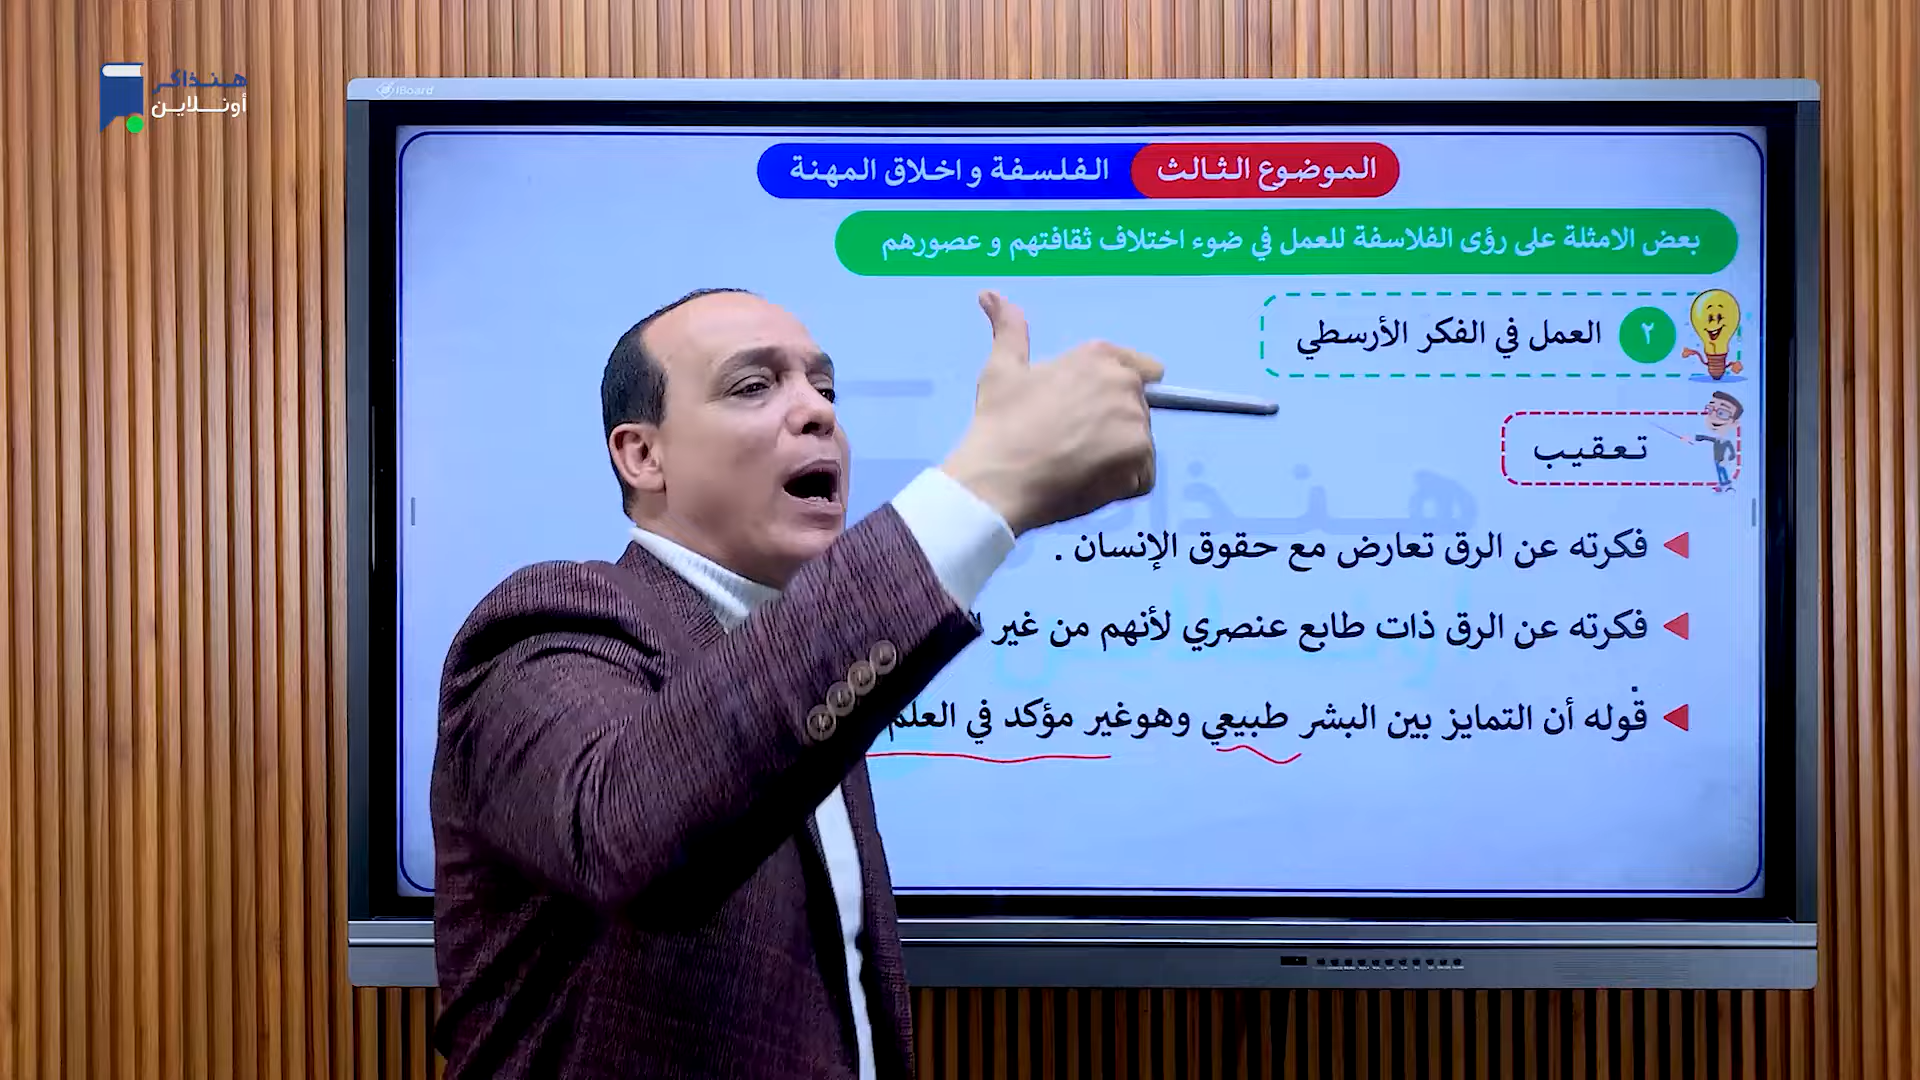 هـنـذاكر
أونـلايـن
iBoard
الموضوع الثالث الفلسفة و اخلاق المهنة
بعض الامثلة على رؤى الفلاسفة للعمل في ضوء اختلاف ثقافتهم و عصورهم
٢ العمل في الفكر الأرسطي
تعقيب
فكرته عن الرق تعارض مع حقوق الإنسان .
فكرته عن الرق ذات طابع عنصري لأنهم من غير
قوله أن التمايز بين البشر طبيعي وهوغير مؤكد في العلم